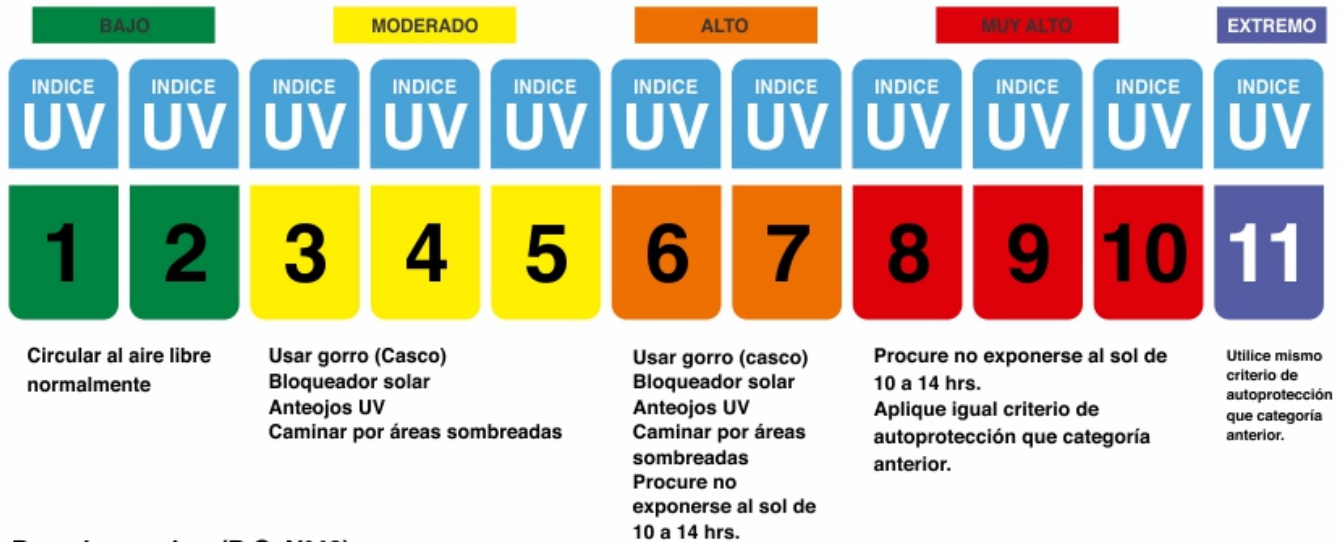 BAJO
MODERADO
ALTO
MUY ALTO
EXTREMO
INDICE UV
INDICE UV
INDICE UV
INDICE UV
INDICE UV
INDICE UV
INDICE UV
INDICE UV
INDICE UV
INDICE UV
INDICE UV
1
2
3
4
5
6
7
8
9
10
11
Circular al aire libre
normalmente
Usar gorro (Casco)
Bloqueador solar
Anteojos UV
Caminar por áreas sombreadas
Usar gorro (casco)
Bloqueador solar
Anteojos UV
Caminar por áreas
sombreadas
Procure no
exponerse al sol de
10 a 14 hrs.
Procure no exponerse al sol de
10 a 14 hrs.
Aplique igual criterio de
autoprotección que categoría
anterior.
Utilice mismo
criterio de
autoprotección
que categoría
anterior.